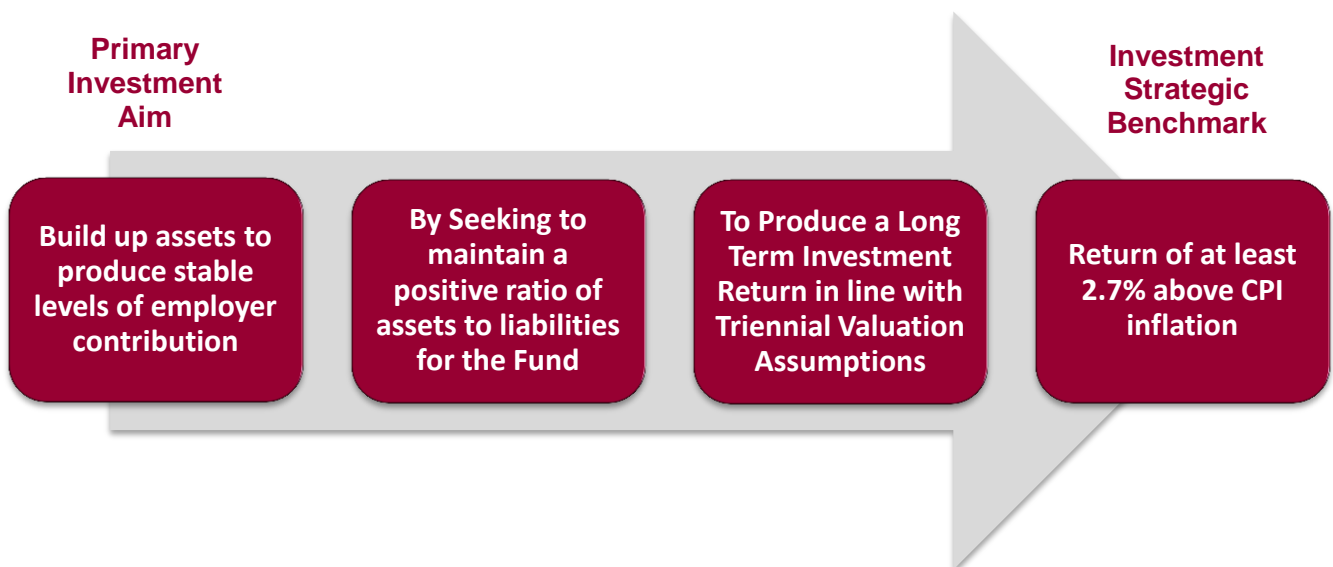 Primary
Investment
Aim
Investment
Strategic
Benchmark
Build up assets to
produce stable
levels of employer
contribution
By Seeking to
maintain a
positive ratio of
assets to liabilities
for the Fund
To Produce a Long
Term Investment
Return in line with
Triennial Valuation
Assumptions
Return of at least
2.7% above CPI
inflation